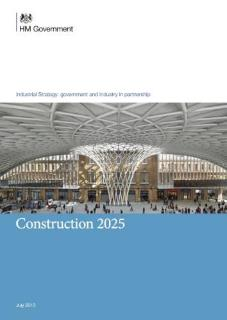 HM Government
Industrial Strategy: government and industry in partnership
Construction 2025
July 2013